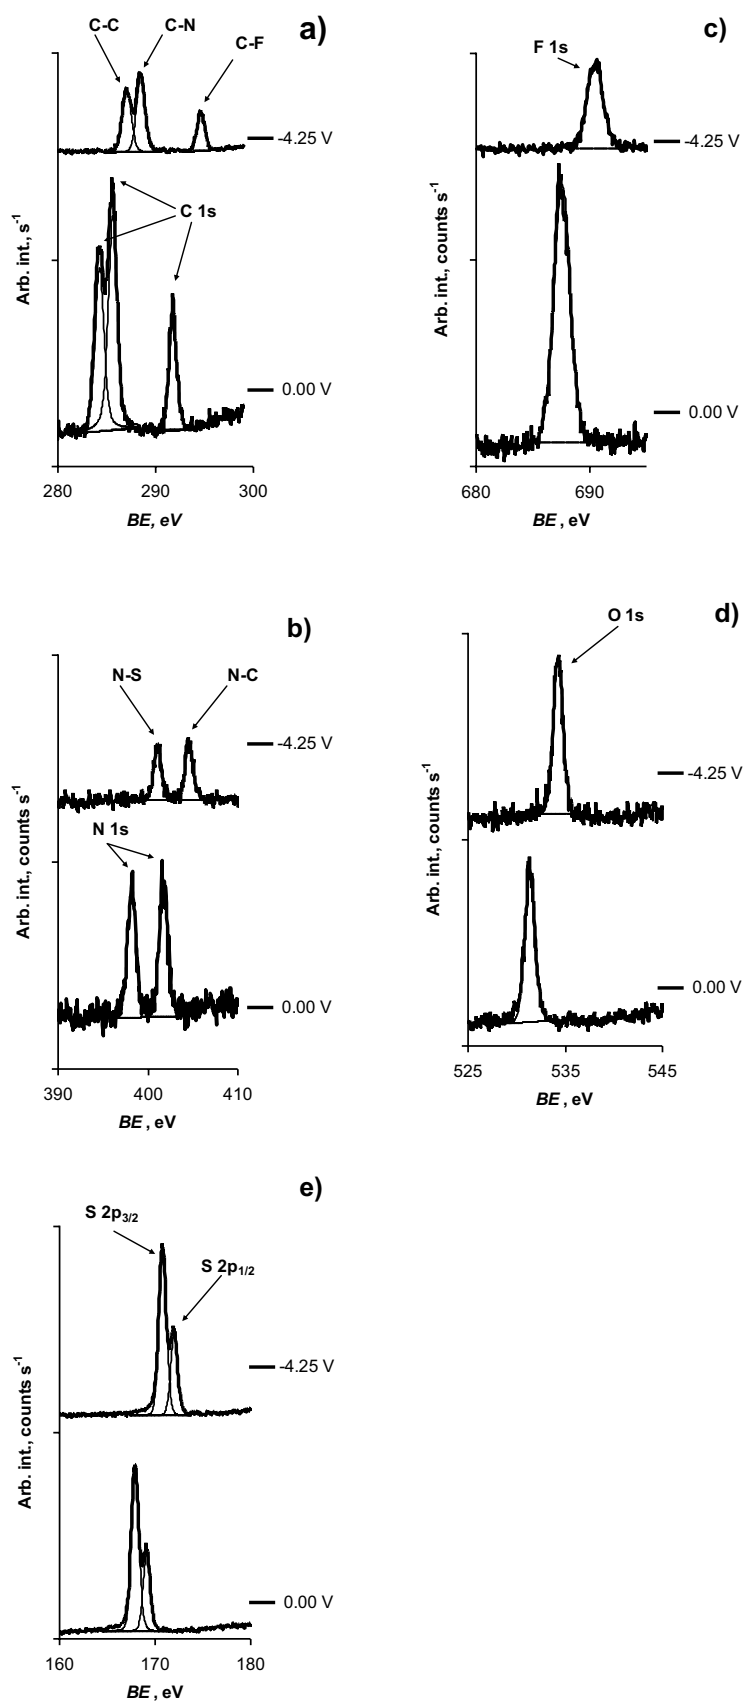 a)
C-C
C-N
C-F
-4.25 V
C 1s
0.00 V
Arb. int., s⁻¹
280
290
300
BE, eV
c)
F 1s
-4.25 V
0.00 V
Arb. int., counts s⁻¹
680
690
BE , eV
b)
N-S
N-C
-4.25 V
N 1s
0.00 V
Arb. int., counts s⁻¹
390
400
410
BE , eV
d)
O 1s
-4.25 V
0.00 V
Arb. int., counts s⁻¹
525
535
545
BE , eV
e)
S 2p₃/₂
S 2p₁/₂
-4.25 V
0.00 V
Arb. int., counts s⁻¹
160
170
180
BE, eV